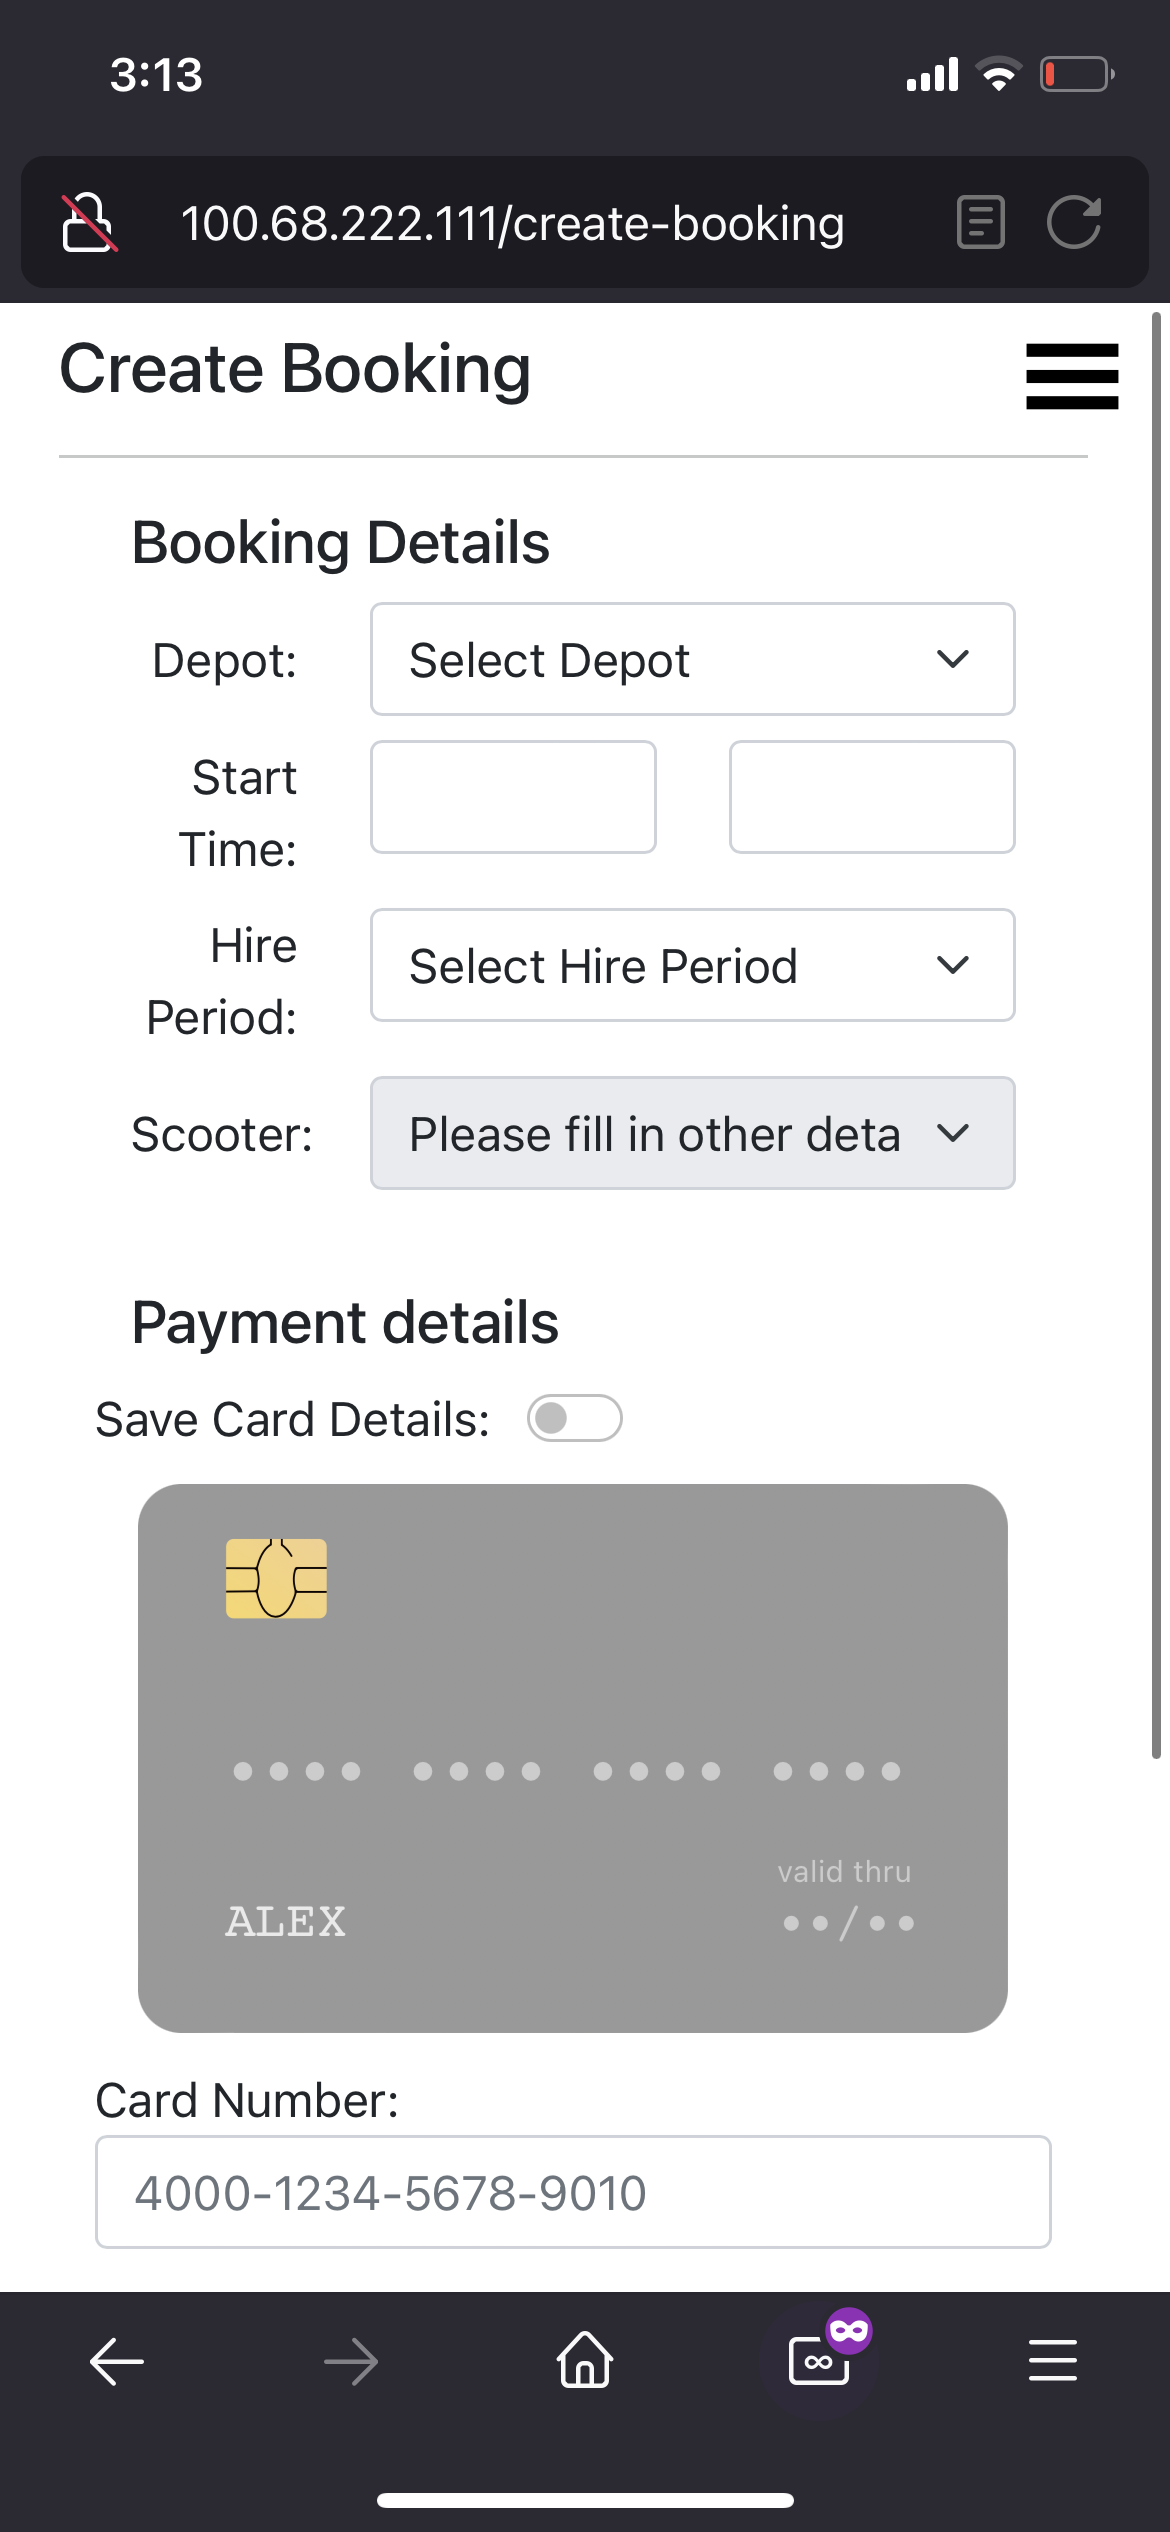 3:13
100.68.222.111/create-booking
Create Booking
Booking Details
Depot: Select Depot
Start
Time:
Hire
Period: Select Hire Period
Scooter: Please fill in other deta
Payment details
Save Card Details:
•••• •••• •••• ••••
valid thru
ALEX ••/••
Card Number:
4000-1234-5678-9010